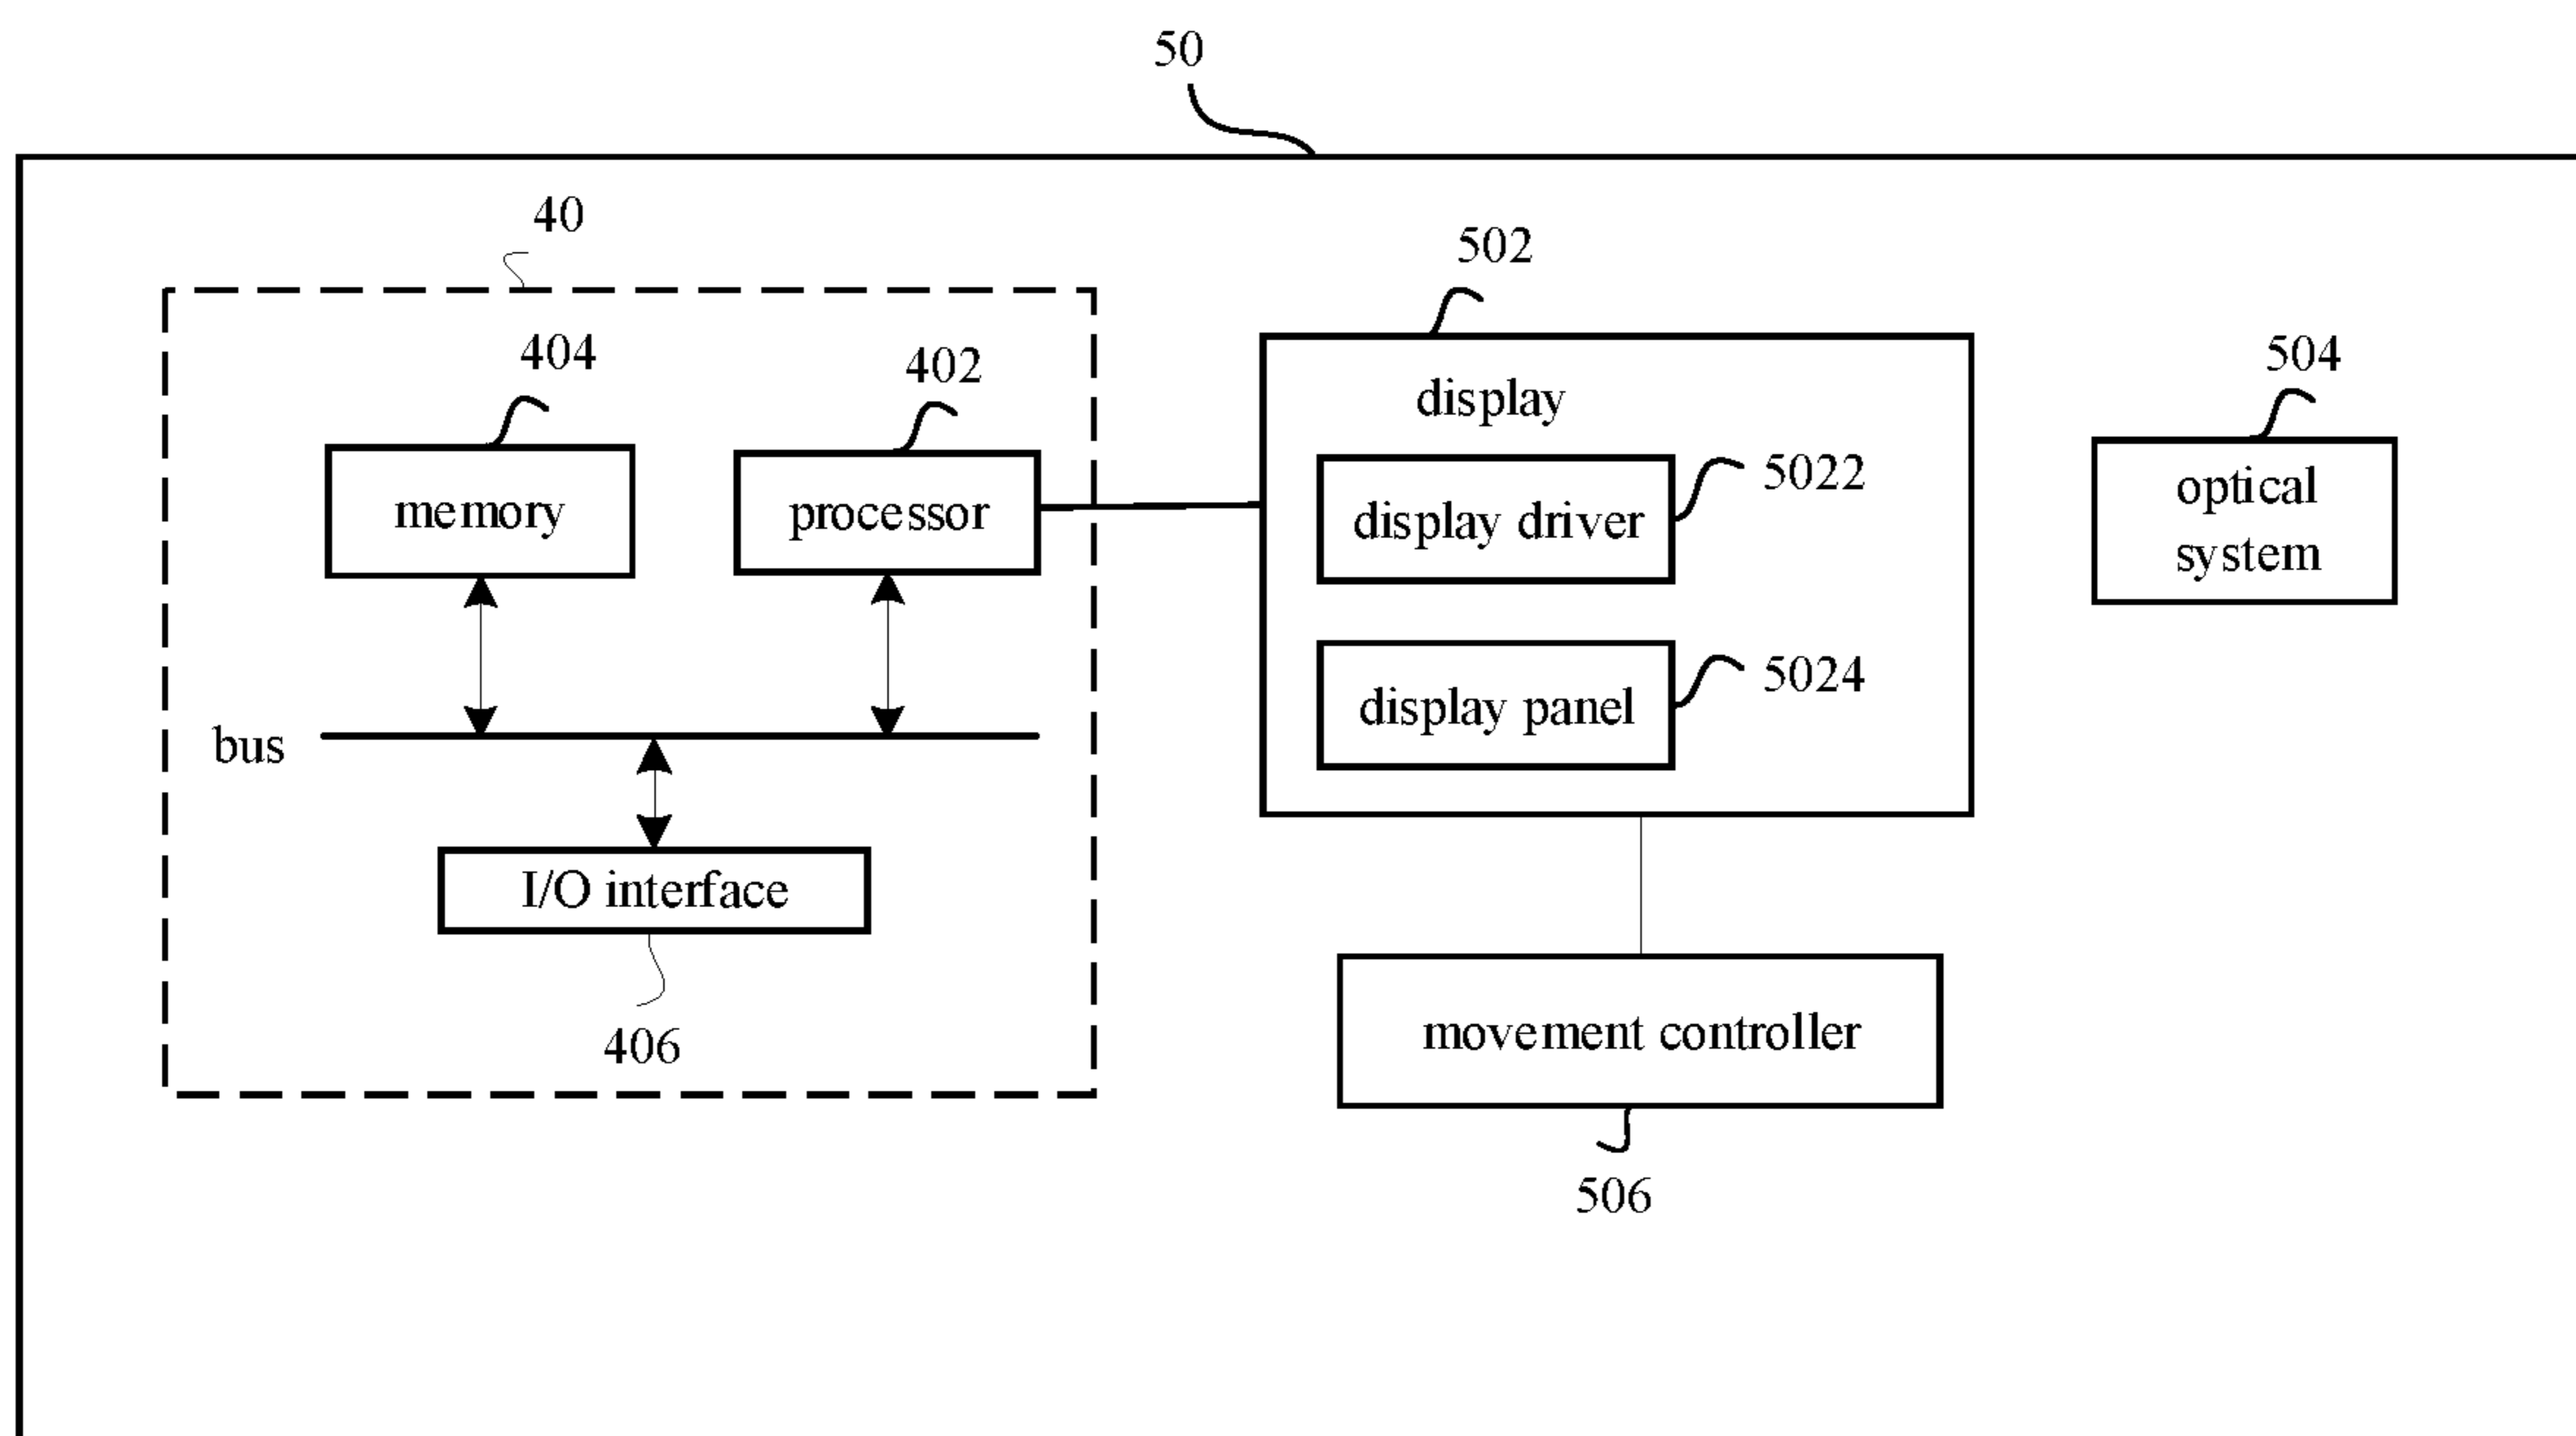 50
40
502
404
402
504
display
memory
processor
display driver
5022
optical
system
display panel
5024
bus
I/O interface
movement controller
406
506